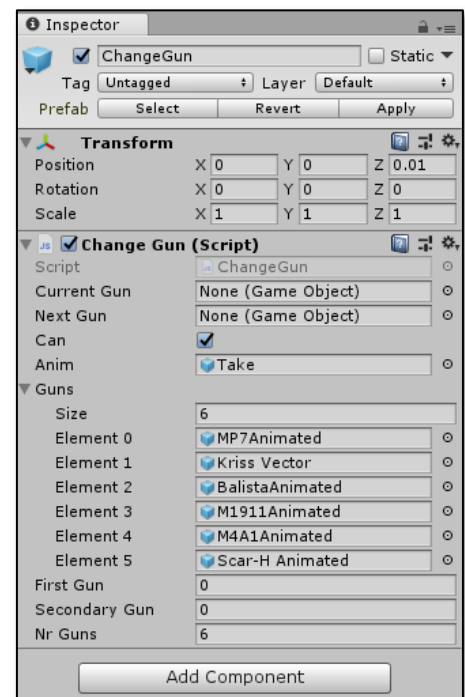 Inspector
ChangeGun Static
Tag Untagged Layer Default
Prefab Select Revert Apply
Transform
Position X 0 Y 0 Z 0.01
Rotation X 0 Y 0 Z 0
Scale X 1 Y 1 Z 1
Change Gun (Script)
Script ChangeGun
Current Gun None (Game Object)
Next Gun None (Game Object)
Can
Anim Take
Guns
Size 6
Element 0 MP7Animated
Element 1 Kriss Vector
Element 2 BalistaAnimated
Element 3 M1911Animated
Element 4 M4A1Animated
Element 5 Scar-H Animated
First Gun 0
Secondary Gun 0
Nr Guns 6
Add Component